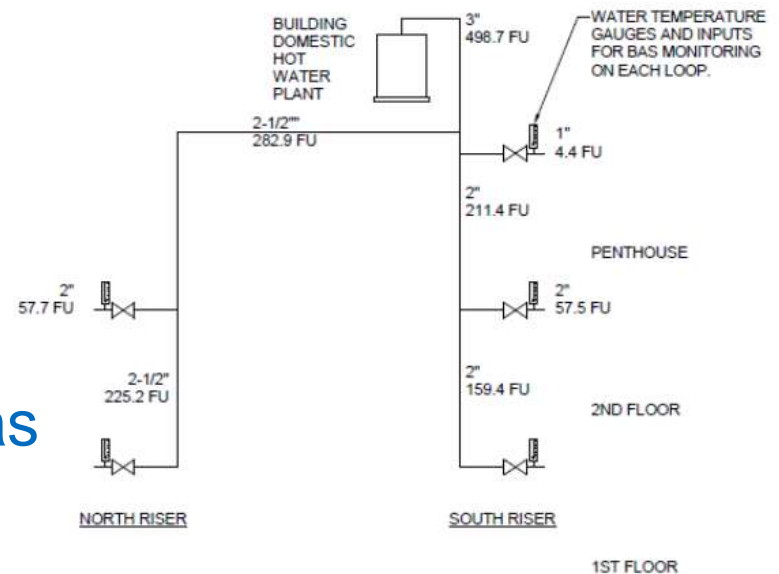 BUILDING
DOMESTIC
HOT
WATER
PLANT
3"
498.7 FU
WATER TEMPERATURE
GAUGES AND INPUTS
FOR BAS MONITORING
ON EACH LOOP.
2-1/2""
282.9 FU
1"
4.4 FU
2"
211.4 FU
PENTHOUSE
2"
57.7 FU
2"
57.5 FU
2-1/2"
225.2 FU
2"
159.4 FU
as
2ND FLOOR
NORTH RISER
SOUTH RISER
1ST FLOOR